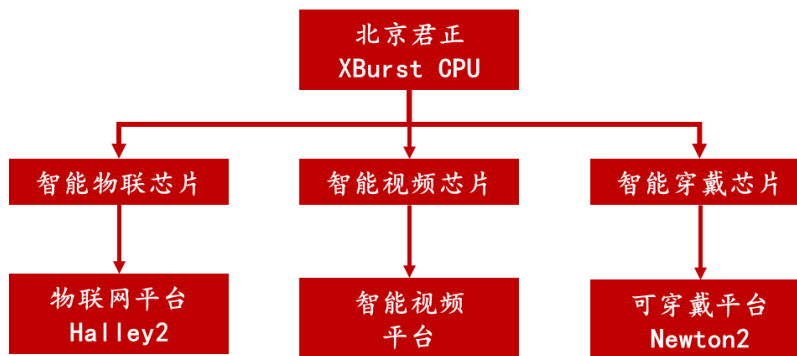 北京君正
XBurst CPU
智能物联芯片
智能视频芯片
智能穿戴芯片
物联网平台
Halley2
智能视频
平台
可穿戴平台
Newton2